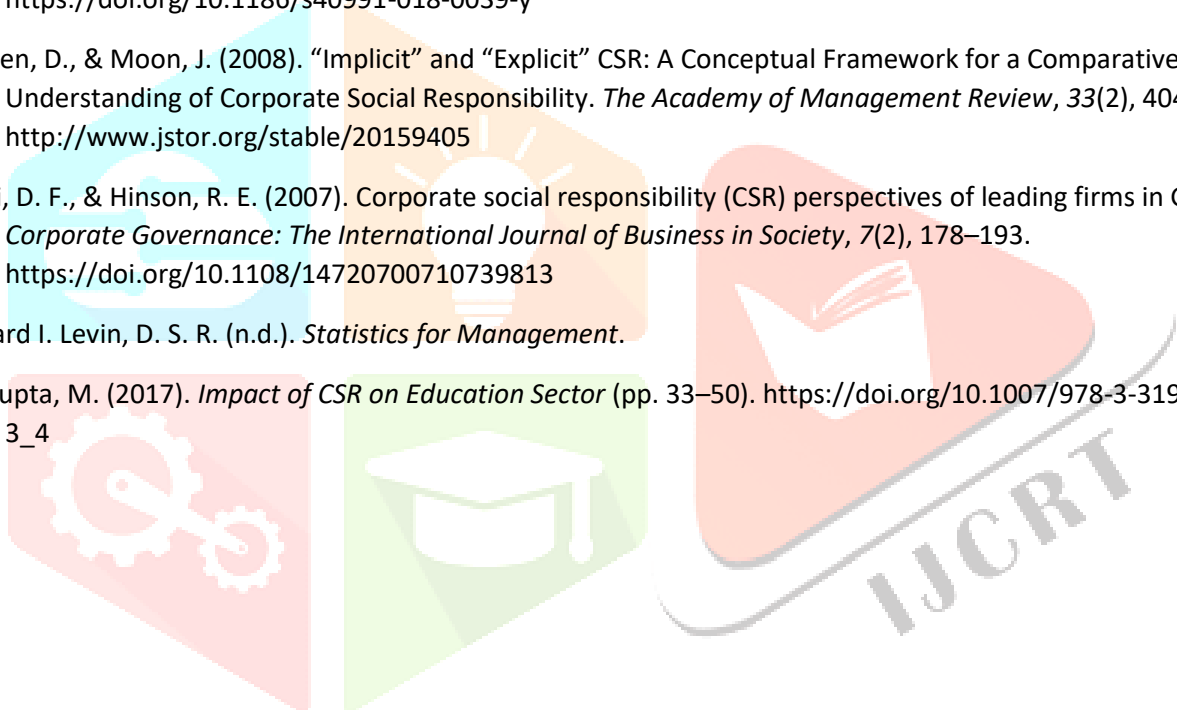 https://doi.org/10.1186/s40991-018-0039-y
en, D., & Moon, J. (2008). “Implicit” and “Explicit” CSR: A Conceptual Framework for a Comparative
Understanding of Corporate Social Responsibility. The Academy of Management Review, 33(2), 404
http://www.jstor.org/stable/20159405
i, D. F., & Hinson, R. E. (2007). Corporate social responsibility (CSR) perspectives of leading firms in
Corporate Governance: The International Journal of Business in Society, 7(2), 178–193.
https://doi.org/10.1108/14720700710739813
ard I. Levin, D. S. R. (n.d.). Statistics for Management.
upta, M. (2017). Impact of CSR on Education Sector (pp. 33–50). https://doi.org/10.1007/978-3-319
3_4
IJCRT